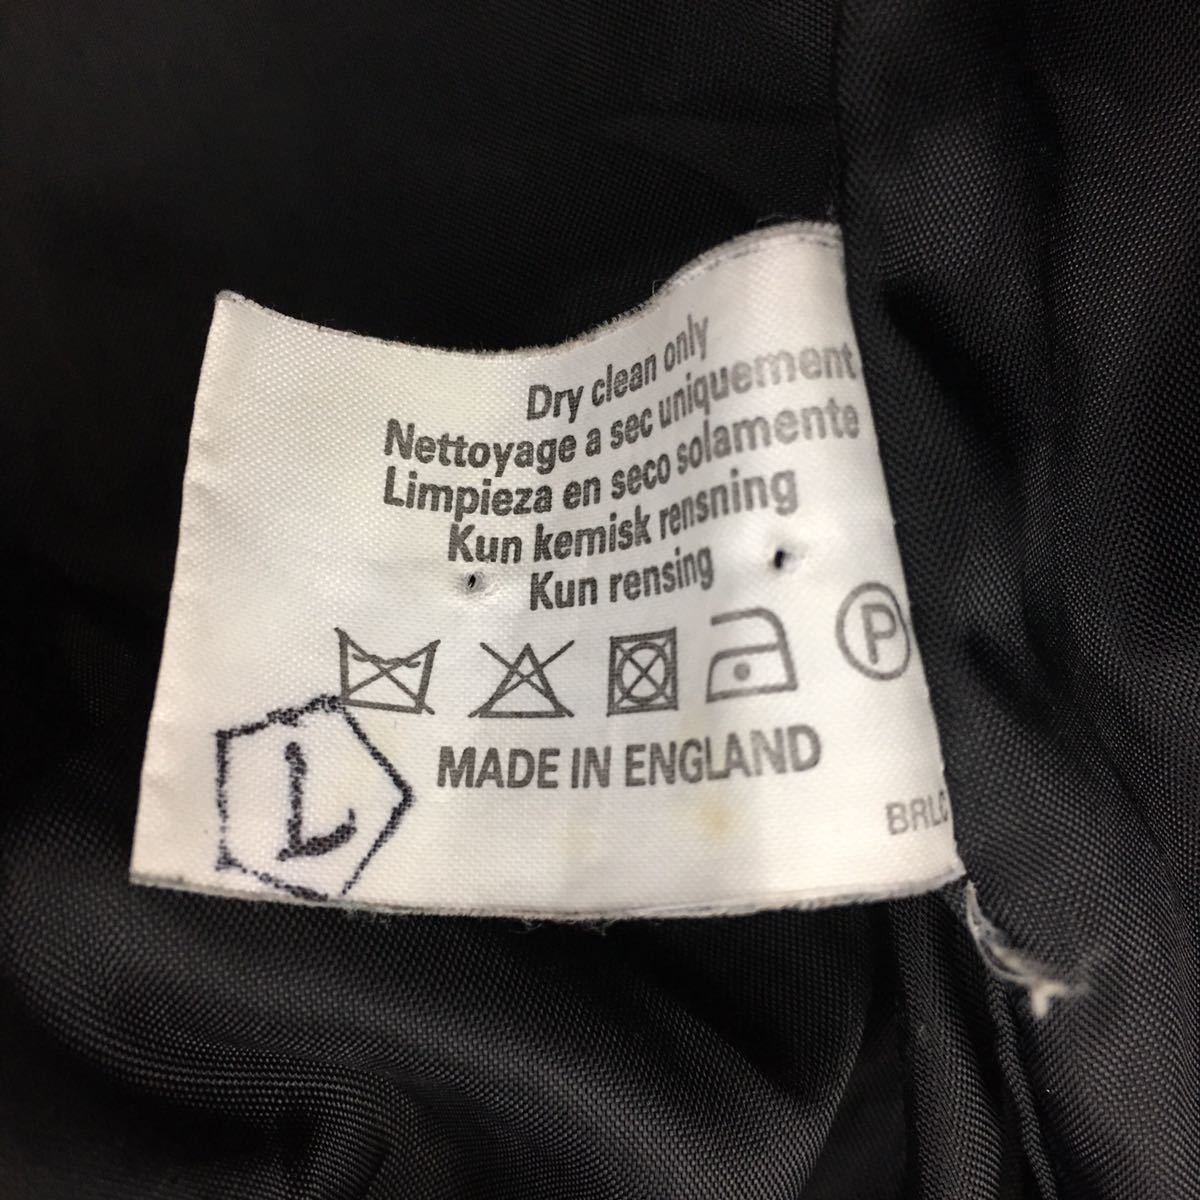 Dry clean only
Nettoyage a sec uniquement
Limpieza en seco solamente
Kun kemisk rensning
Kun rensing
P
MADE IN ENGLAND
L
BRLC